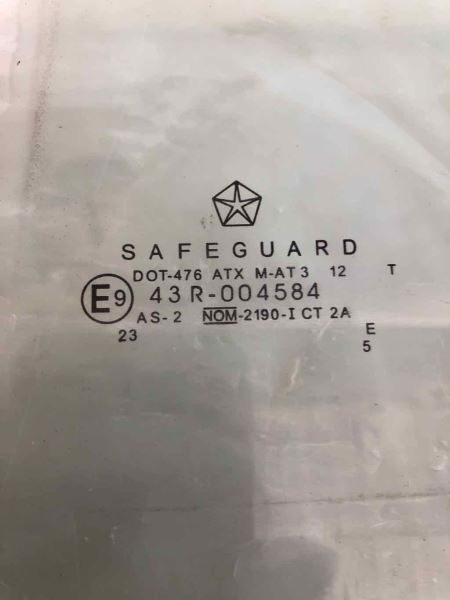 SAFEGUARD
DOT-476 ATX M-AT3 12 T
E9 43R-004584
AS-2 NOM-2190-I CT 2A
23 E
5